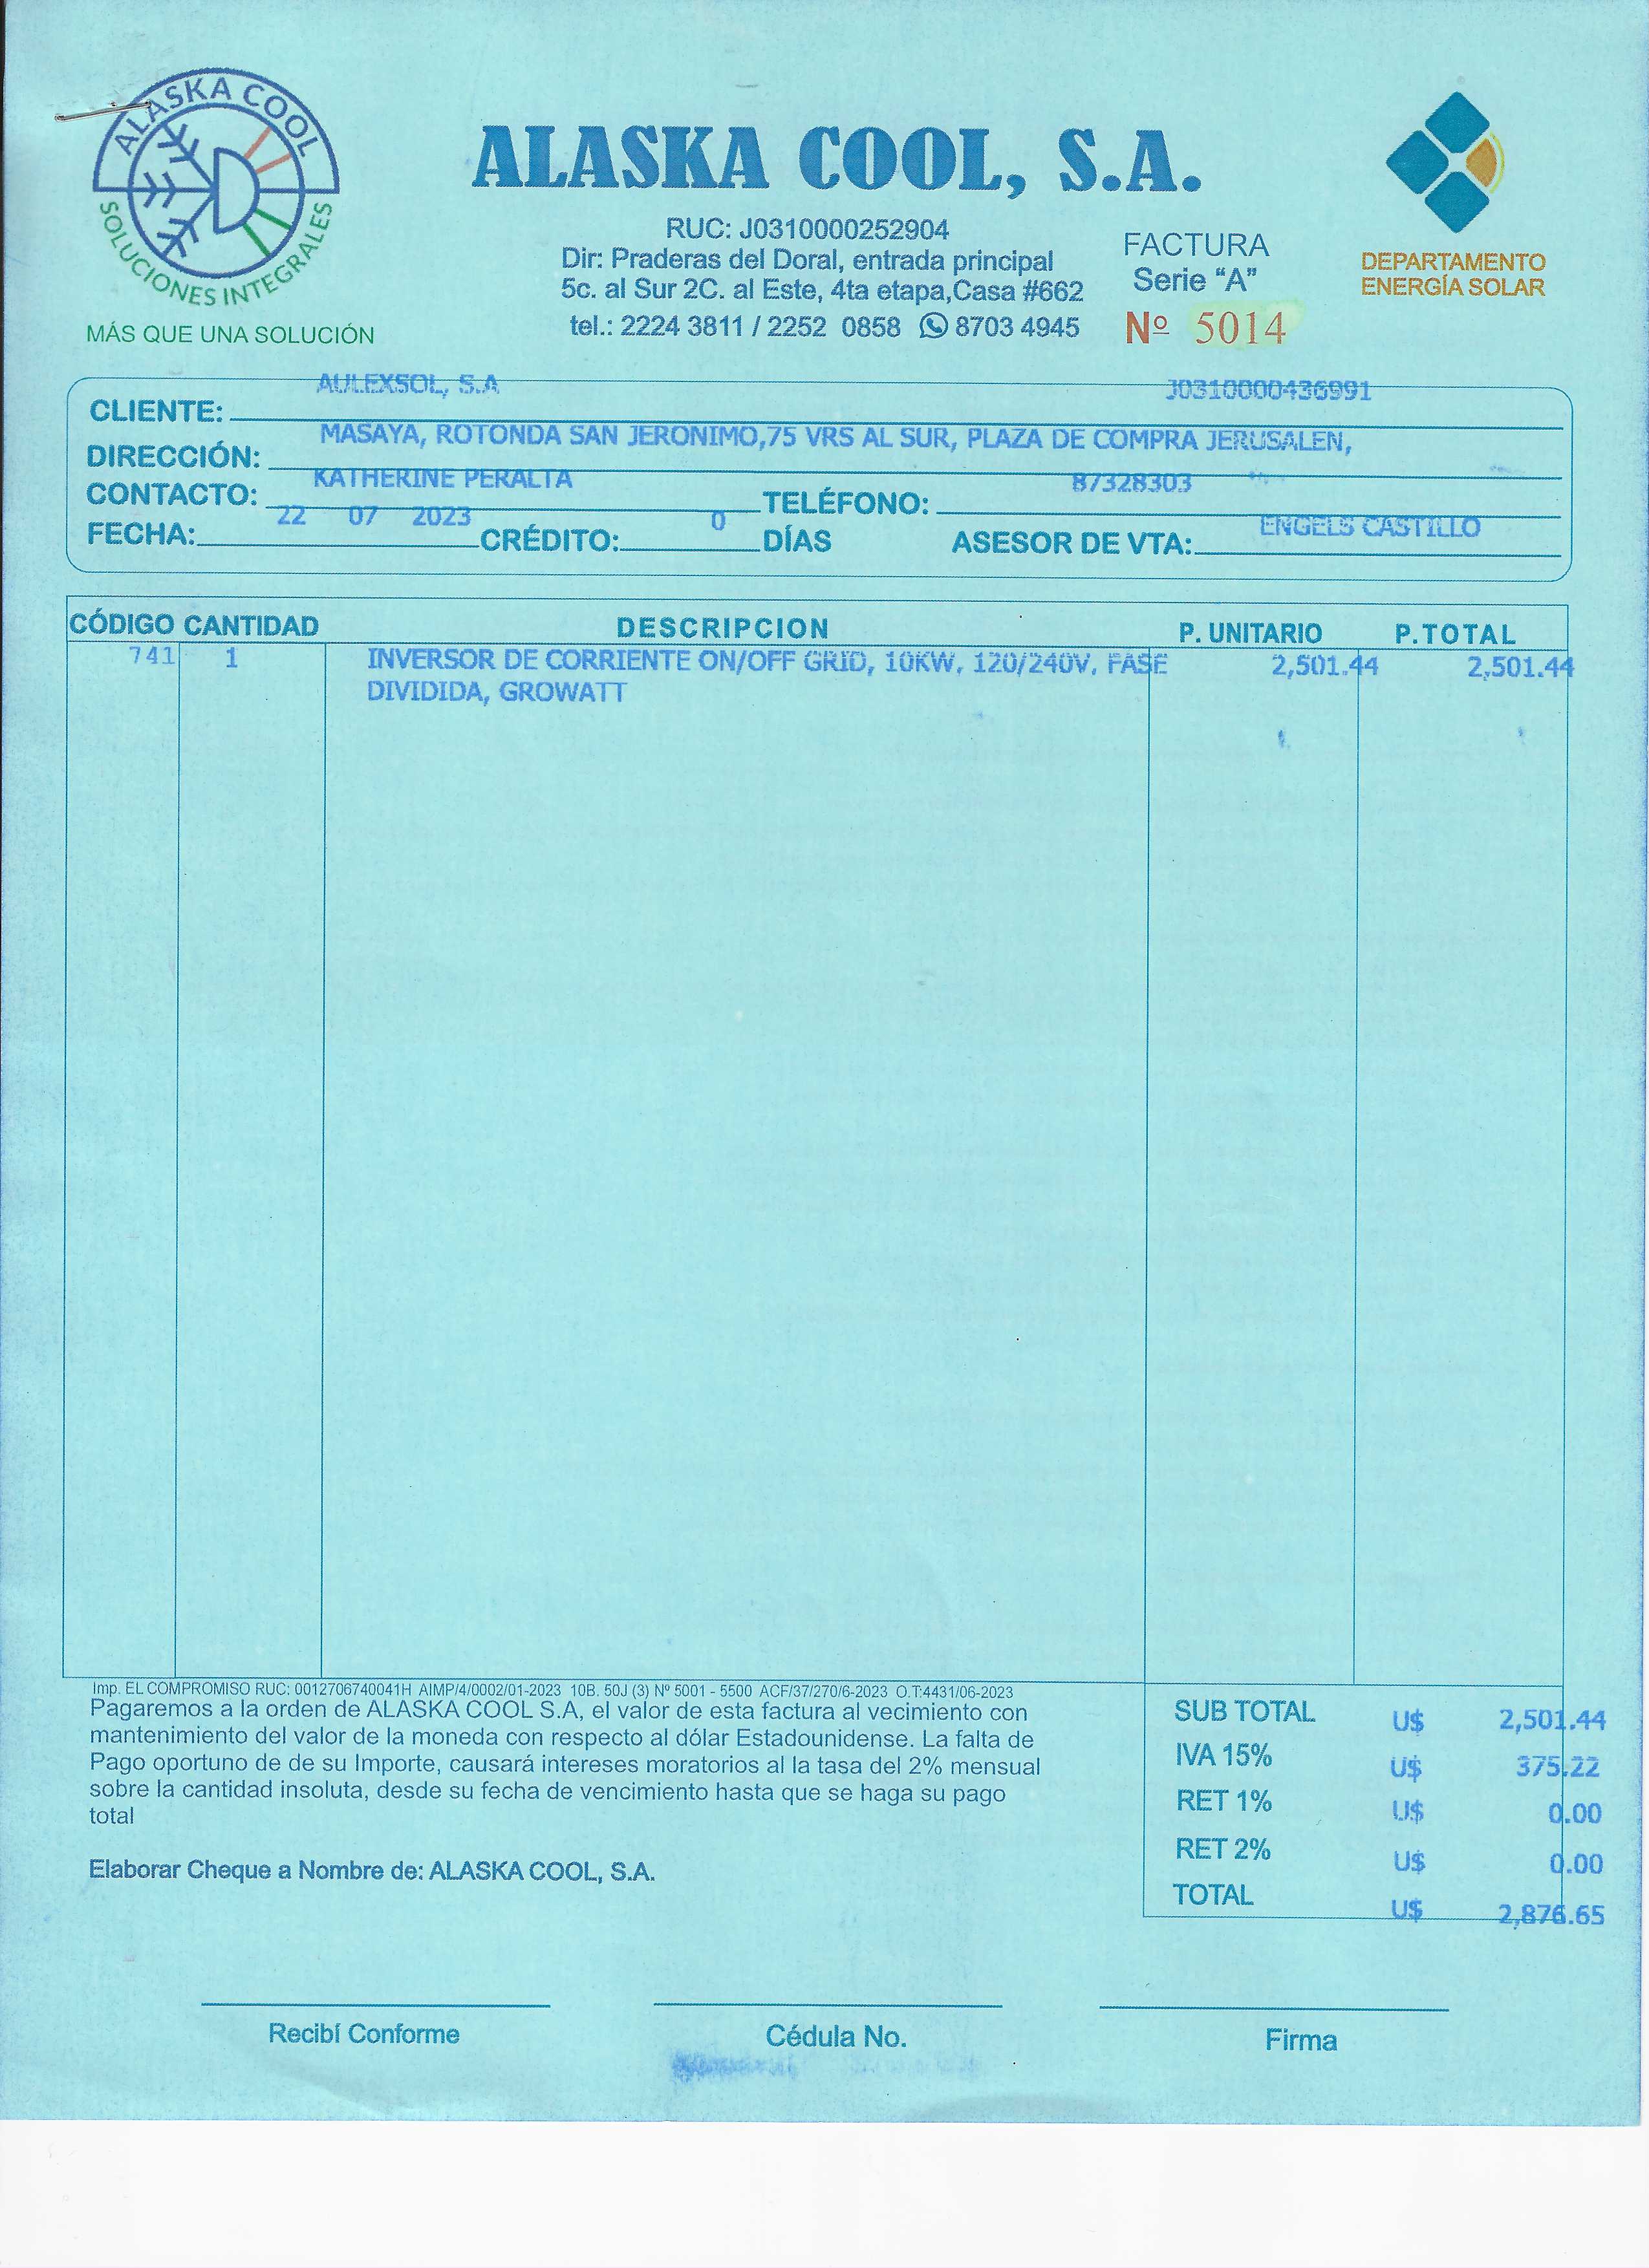 ALASKA COOL
SOLUCIONES INTEGRALES
MÁS QUE UNA SOLUCIÓN
ALASKA COOL, S.A.
RUC: J0310000252904
Dir: Praderas del Doral, entrada principal
5c. al Sur 2C. al Este, 4ta etapa,Casa #662
tel.: 2224 3811 / 2252 0858 8703 4945
FACTURA
Serie "A"
Nº 5014
DEPARTAMENTO
ENERGÍA SOLAR
CLIENTE: AULEXSOL, S.A J0310000436991
DIRECCIÓN: MASAYA, ROTONDA SAN JERONIMO,75 VRS AL SUR, PLAZA DE COMPRA JERUSALEN,
CONTACTO: KATHERINE PERALTA TELÉFONO: 87328303
FECHA: 22 07 2023 CRÉDITO: 0 DÍAS ASESOR DE VTA: ENGELS CASTILLO
CÓDIGO CANTIDAD DESCRIPCION P. UNITARIO P.TOTAL
741 1 INVERSOR DE CORRIENTE ON/OFF GRID, 10KW, 120/240V, FASE 2,501.44 2,501.44
DIVIDIDA, GROWATT
Imp. EL COMPROMISO RUC: 0012706740041H AIMP/4/0002/01-2023 10B. 50J (3) Nº 5001 - 5500 ACF/37/270/6-2023 O.T:4431/06-2023
Pagaremos a la orden de ALASKA COOL S.A, el valor de esta factura al vecimiento con
mantenimiento del valor de la moneda con respecto al dólar Estadounidense. La falta de
Pago oportuno de de su Importe, causará intereses moratorios al la tasa del 2% mensual
sobre la cantidad insoluta, desde su fecha de vencimiento hasta que se haga su pago
total
Elaborar Cheque a Nombre de: ALASKA COOL, S.A.
SUB TOTAL U$ 2,501.44
IVA 15% U$ 375.22
RET 1% U$ 0.00
RET 2% U$ 0.00
TOTAL U$ 2,876.65
Recibí Conforme
Cédula No.
Firma